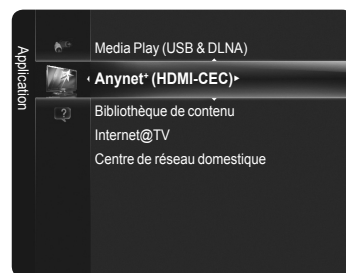 Application
Media Play (USB & DLNA)
Anynet+ (HDMI-CEC)
Bibliothèque de contenu
Internet@TV
Centre de réseau domestique